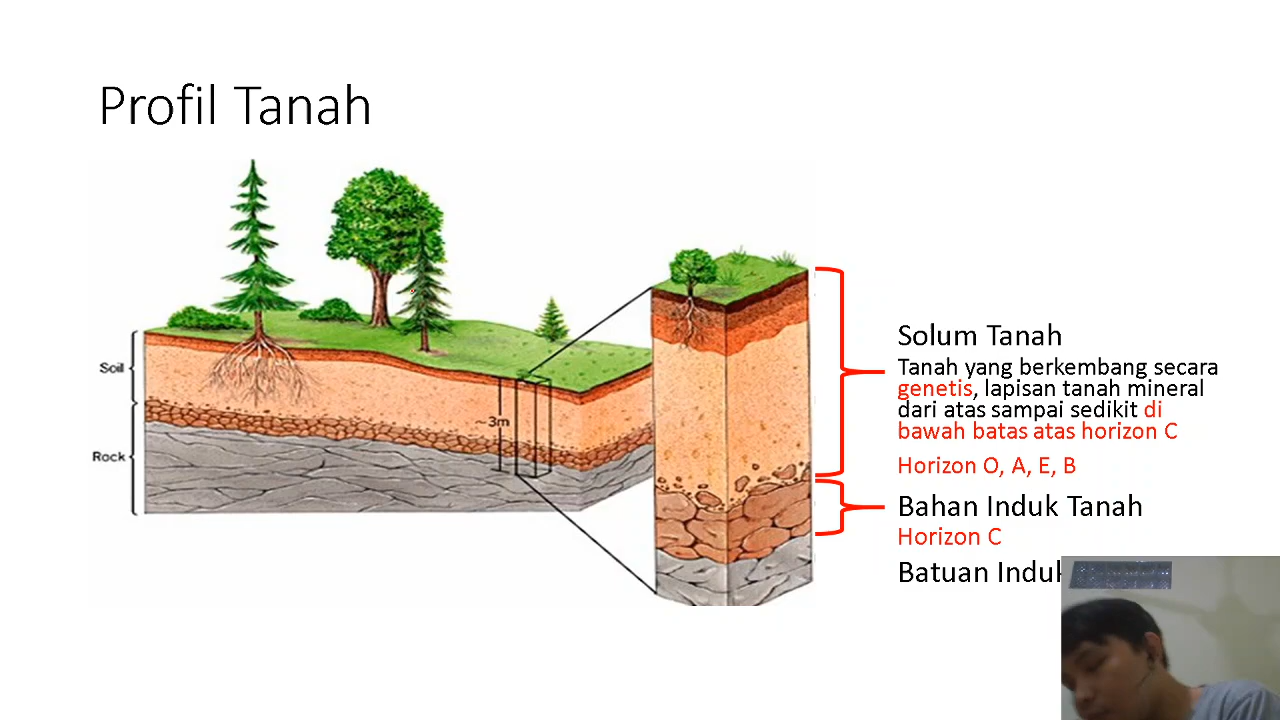 Profil Tanah
Soil
Rock
~3m
Solum Tanah
Tanah yang berkembang secara
genetis, lapisan tanah mineral
dari atas sampai sedikit di
bawah batas atas horizon C
Horizon O, A, E, B
Bahan Induk Tanah
Horizon C
Batuan Induk